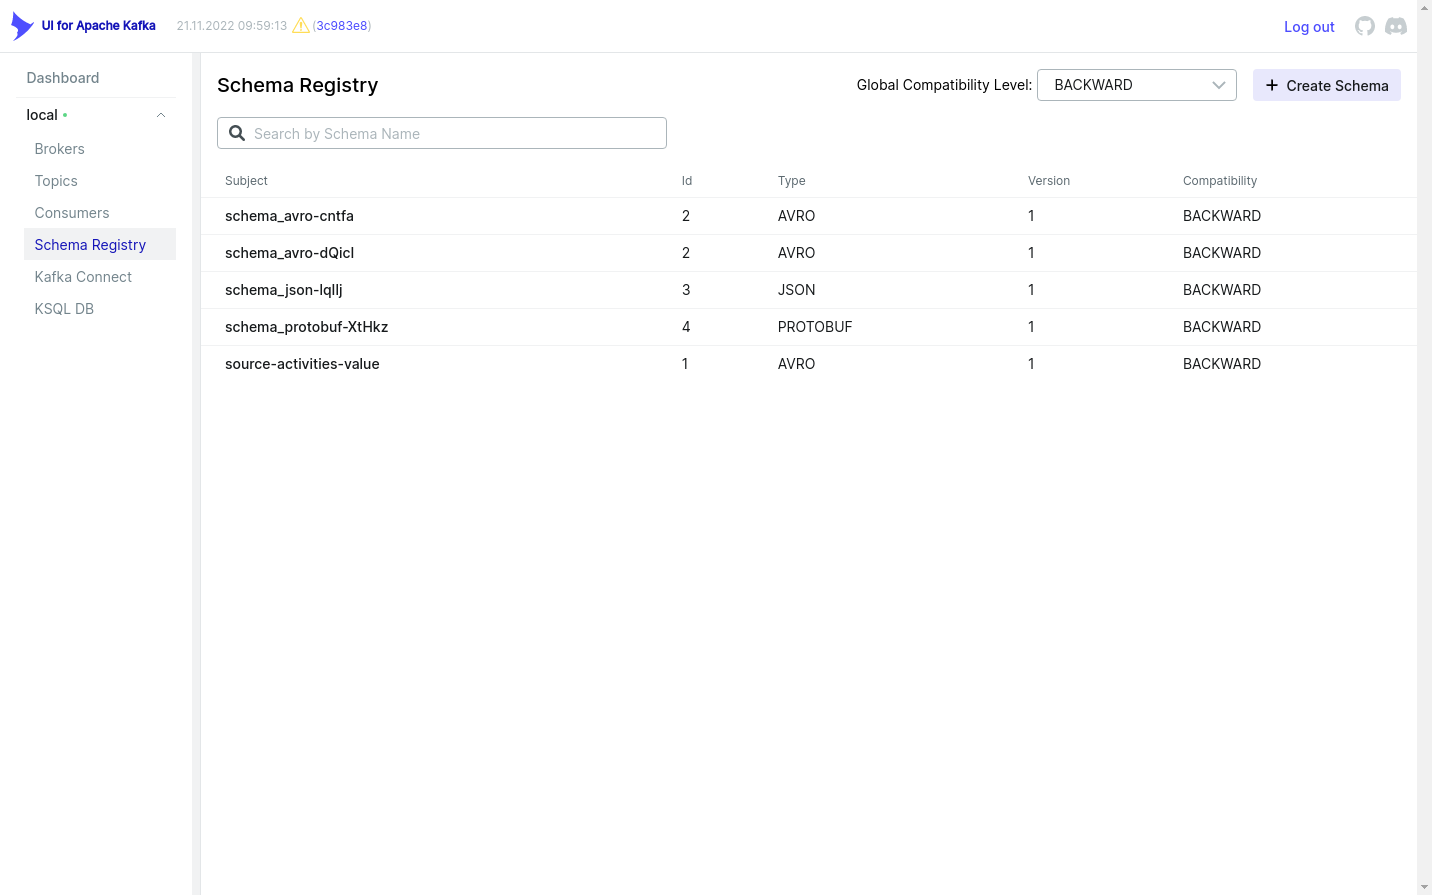 UI for Apache Kafka 21.11.2022 09:59:13 (3c983e8) Log out
Dashboard
local
Brokers
Topics
Consumers
Schema Registry
Kafka Connect
KSQL DB
Schema Registry Global Compatibility Level: BACKWARD Create Schema
Search by Schema Name
Subject Id Type Version Compatibility
schema_avro-cntfa 2 AVRO 1 BACKWARD
schema_avro-dQicI 2 AVRO 1 BACKWARD
schema_json-IqIIj 3 JSON 1 BACKWARD
schema_protobuf-XtHkz 4 PROTOBUF 1 BACKWARD
source-activities-value 1 AVRO 1 BACKWARD